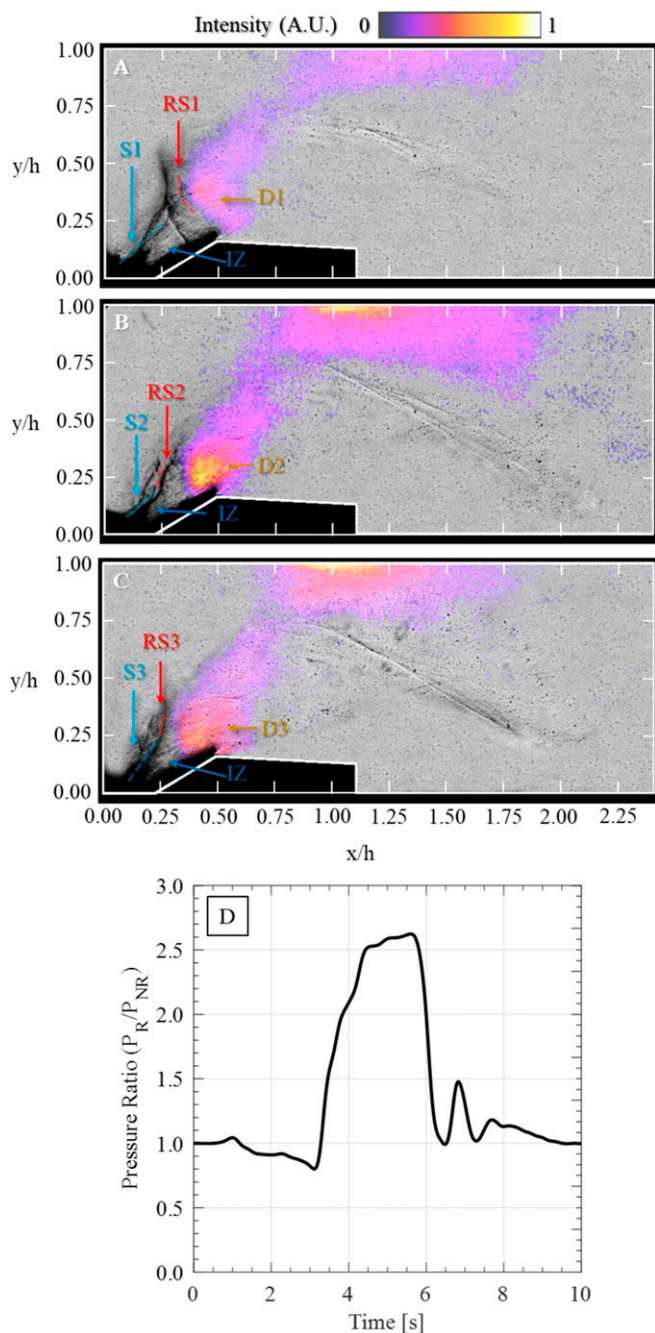 Intensity (A.U.) 0 1
A
1.00
0.75
y/h 0.50
0.25
0.00
RS1
S1
D1
IZ
B
1.00
0.75
y/h 0.50
0.25
0.00
RS2
S2
D2
IZ
C
1.00
0.75
y/h 0.50
0.25
0.00
RS3
S3
D3
IZ
0.00 0.25 0.50 0.75 1.00 1.25 1.50 1.75 2.00 2.25
x/h
D
3.0
2.5
2.0
1.5
1.0
0.5
0.0
Pressure Ratio (P_R/P_NR)
0 2 4 6 8 10
Time [s]